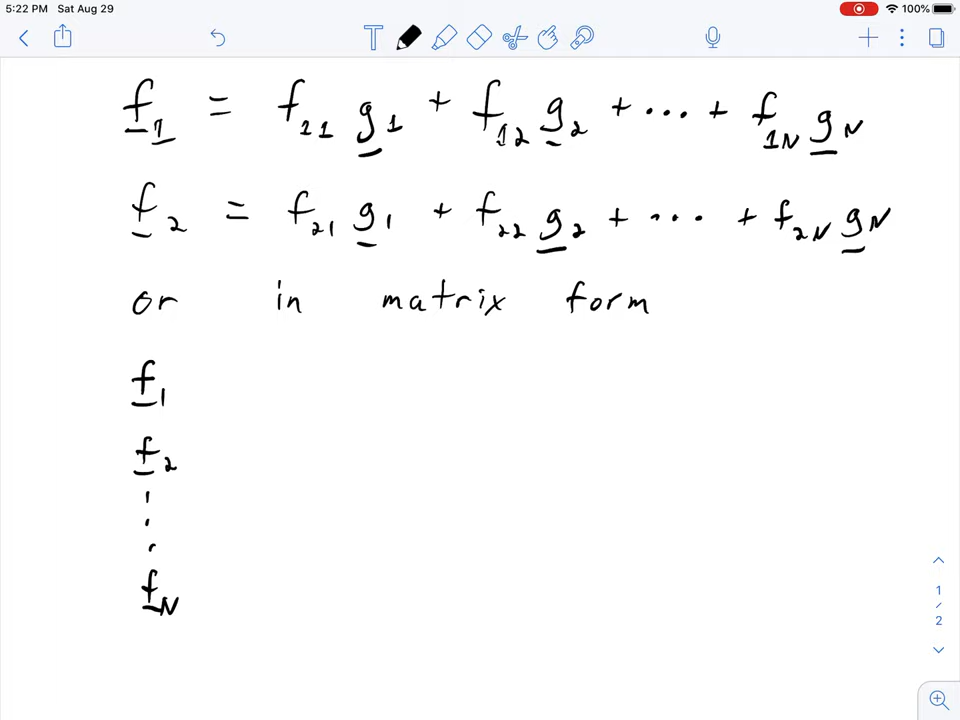 5:22 PM Sat Aug 29 100%
f₁ = f₁₁ g₁ + f₁₂ g₂ + ... + f₁N gN
f₂ = f₂₁ g₁ + f₂₂ g₂ + ... + f₂N gN
or in matrix form
f₁
f₂
⋮
fN
1
/
2